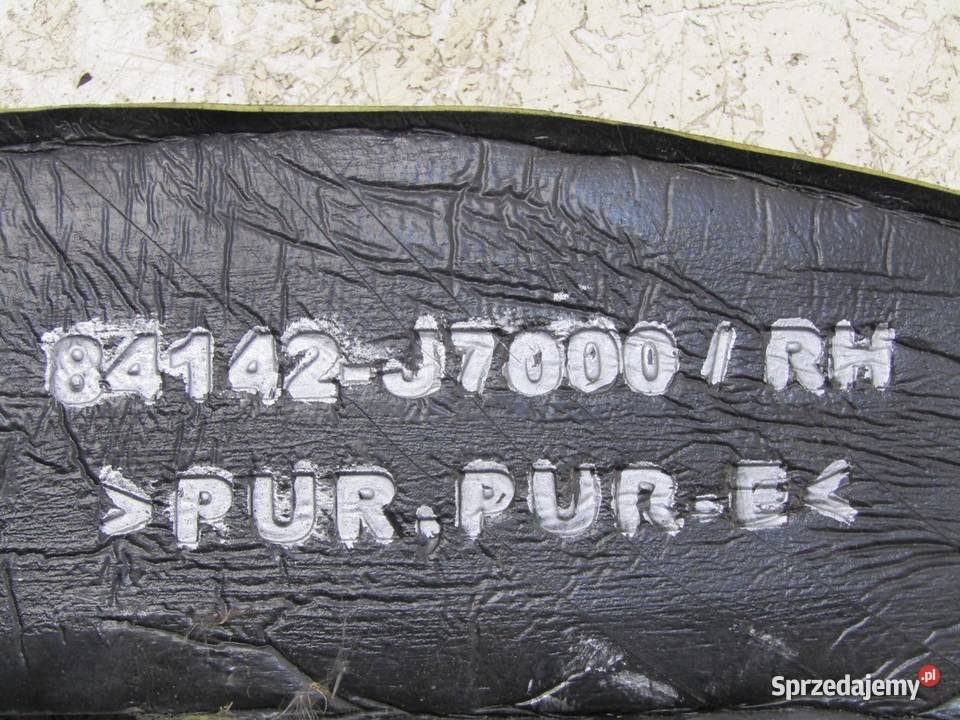 84142-J7000/RH
>PUR.PUR-E<
Sprzedajemy.pl